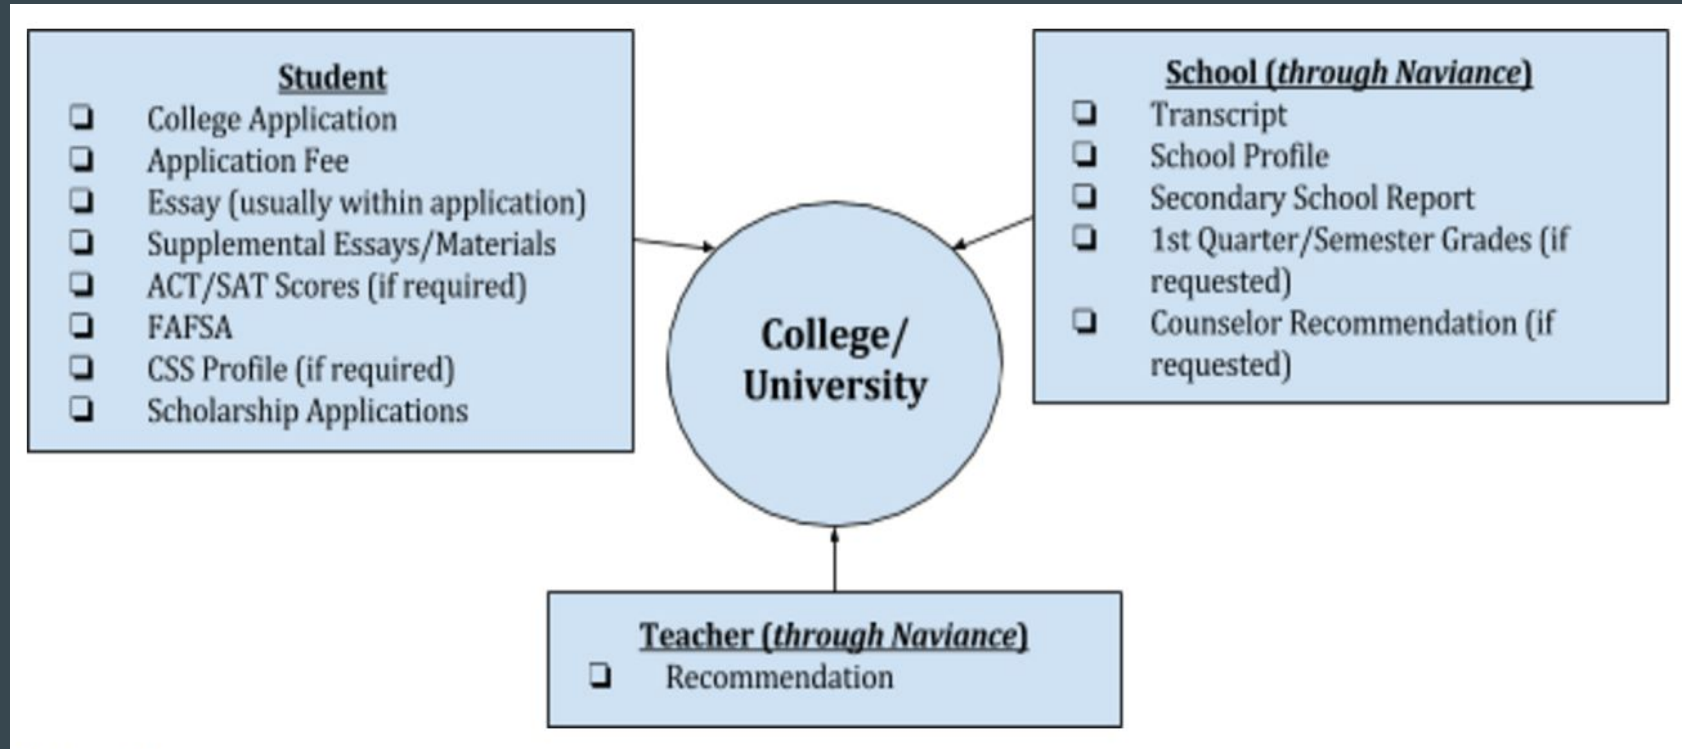 Student
❏ College Application
❏ Application Fee
❏ Essay (usually within application)
❏ Supplemental Essays/Materials
❏ ACT/SAT Scores (if required)
❏ FAFSA
❏ CSS Profile (if required)
❏ Scholarship Applications
School (through Naviance)
❏ Transcript
❏ School Profile
❏ Secondary School Report
❏ 1st Quarter/Semester Grades (if
requested)
❏ Counselor Recommendation (if
requested)
College/
University
Teacher (through Naviance)
❏ Recommendation